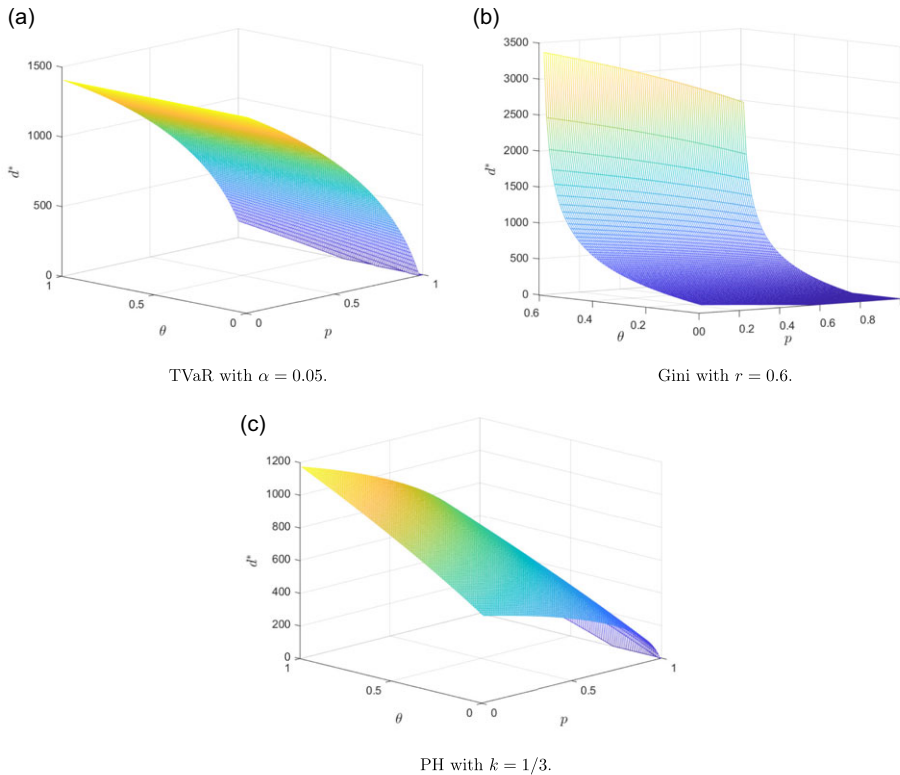 (a)
1500
1000
500
0
d*
1
0.5
0
θ
0
0.5
1
p
TVaR with α = 0.05.
(b)
3500
3000
2500
2000
1500
1000
500
0
d*
0.6
0.4
0.2
0
θ
0
0.2
0.4
0.6
0.8
p
Gini with r = 0.6.
(c)
1200
1000
800
600
400
200
0
d*
1
0.5
0
θ
0
0.5
1
p
PH with k = 1/3.